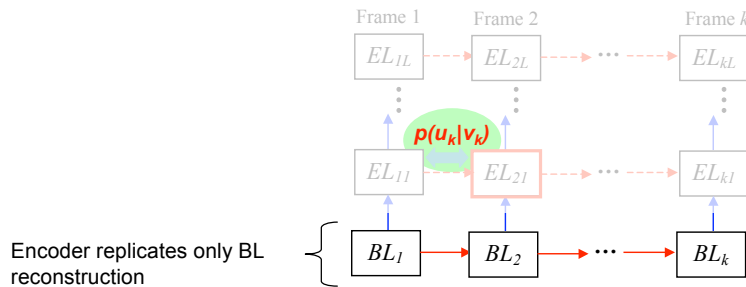 Frame 1 Frame 2 Frame k
EL1L EL2L ... ELkL
p(uk|vk)
EL11 EL21 ... ELk1
BL1 BL2 ... BLk
Encoder replicates only BL
reconstruction